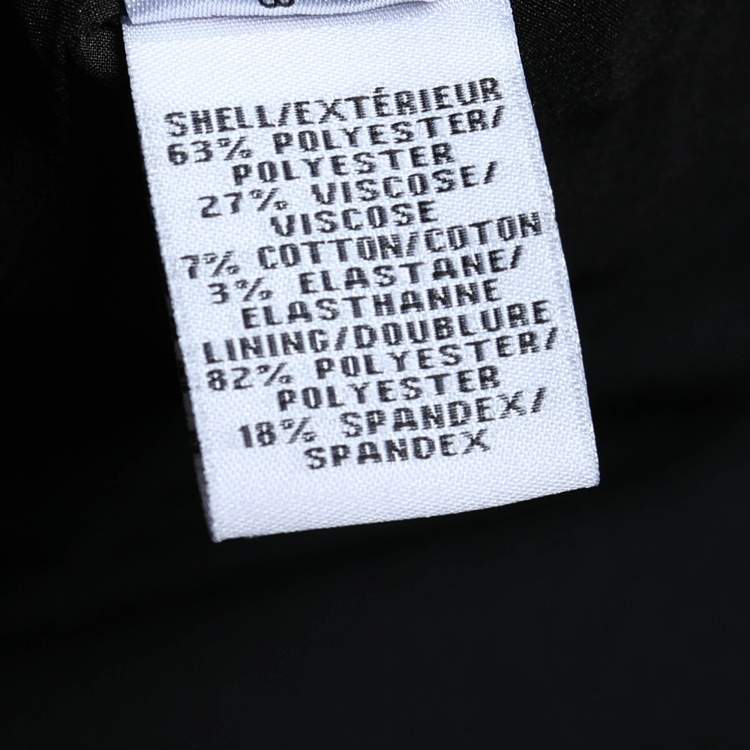 SHELL/EXTÉRIEUR
63% POLYESTER/
POLYESTER
27% VISCOSE/
VISCOSE
7% COTTON/COTON
3% ELASTANE/
ELASTHANNE
LINING/DOUBLURE
82% POLYESTER/
POLYESTER
18% SPANDEX/
SPANDEX